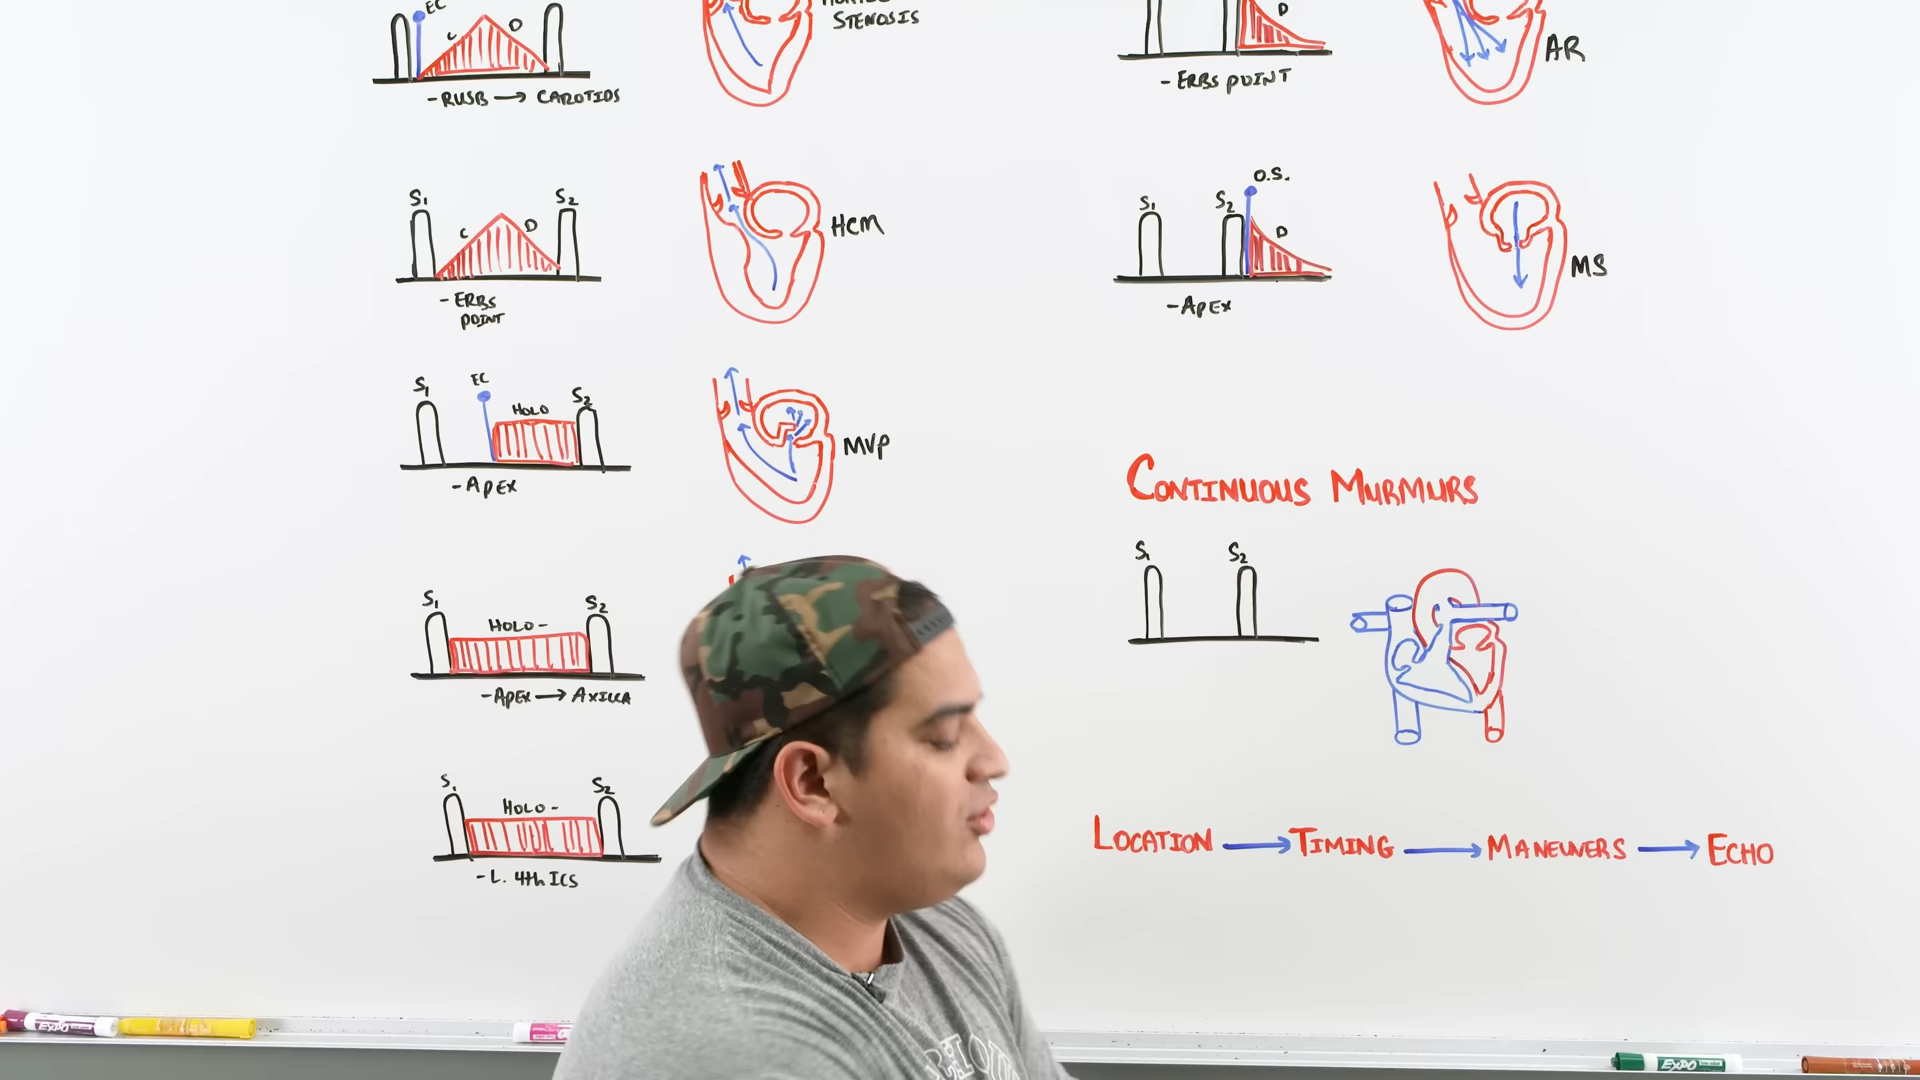 EC
C D
- RUSB → CAROTIDS
STENOSIS
S1 S2
C D
- ERBS
POINT
HCM
S1 EC S2
HOLO
- APEX
MVP
S1 S2
HOLO -
- APEX → AXILLA
S1 S2
HOLO -
- L. 4th ICS
D
- ERBS POINT
AR
O.S.
S1 S2
D
- APEX
MS
CONTINUOUS MURMURS
S1 S2
LOCATION → TIMING → MANEUVERS → ECHO
EXPO
EXPO